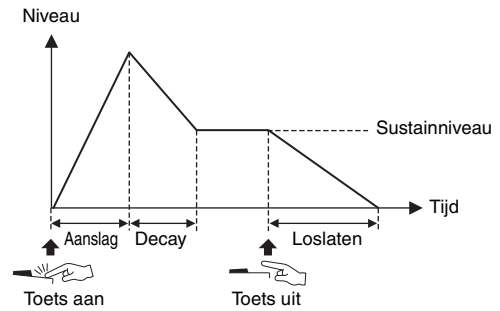 Niveau
Sustainniveau
Tijd
Aanslag
Decay
Loslaten
Toets aan
Toets uit